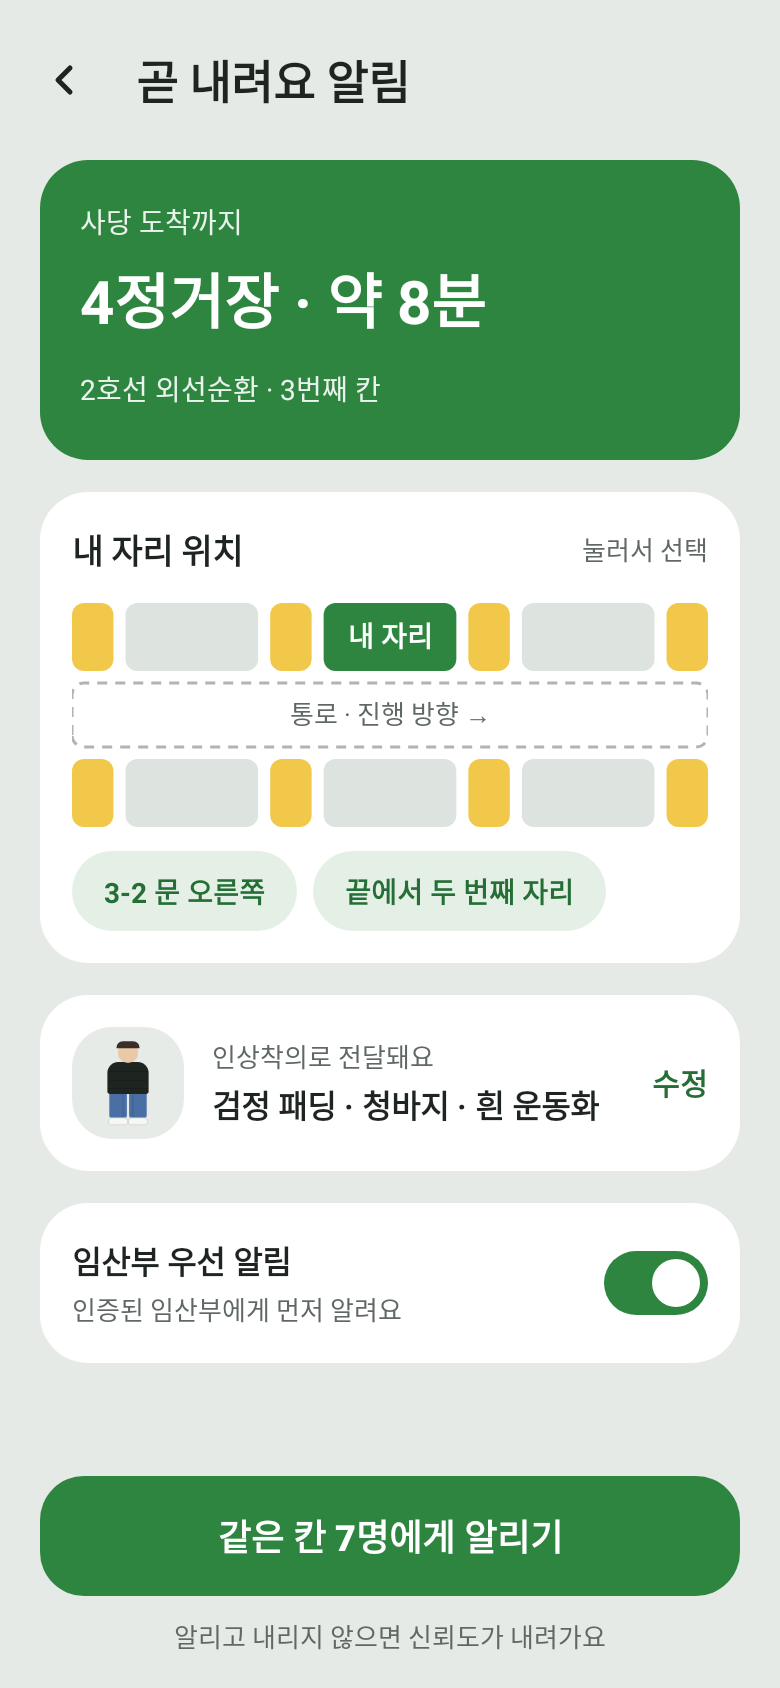 곧 내려요 알림
사당 도착까지
4정거장 · 약 8분
2호선 외선순환 · 3번째 칸
내 자리 위치
눌러서 선택
내 자리
통로 · 진행 방향 →
3-2 문 오른쪽
끝에서 두 번째 자리
인상착의로 전달돼요
검정 패딩 · 청바지 · 흰 운동화
수정
임산부 우선 알림
인증된 임산부에게 먼저 알려요
같은 칸 7명에게 알리기
알리고 내리지 않으면 신뢰도가 내려가요